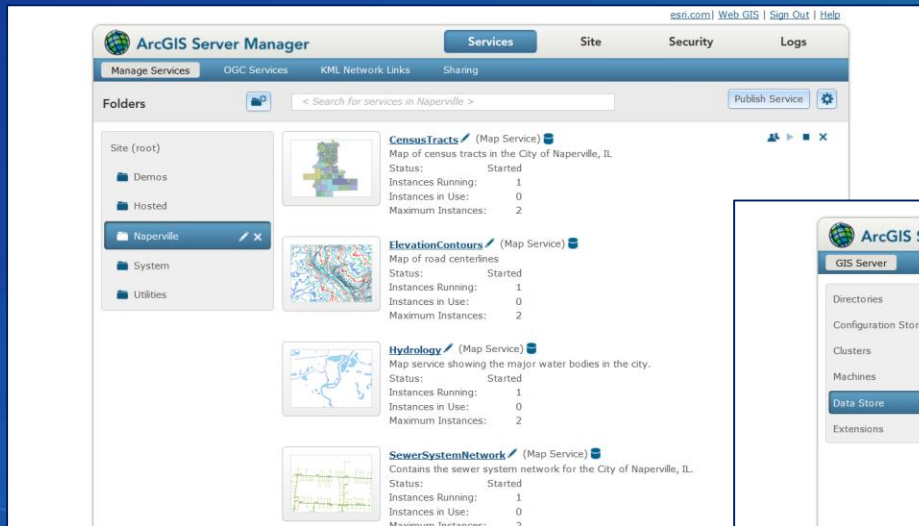 esri.com| Web GIS | Sign Out | Help
ArcGIS Server Manager
Services Site Security Logs
Manage Services OGC Services KML Network Links Sharing
Folders
< Search for services in Naperville >
Publish Service
Site (root)
Demos
Hosted
Naperville
System
Utilities
CensusTracts (Map Service)
Map of census tracts in the City of Naperville, IL
Status: Started
Instances Running: 1
Instances in Use: 0
Maximum Instances: 2
ElevationContours (Map Service)
Map of road centerlines
Status: Started
Instances Running: 1
Instances in Use: 0
Maximum Instances: 2
Hydrology (Map Service)
Map service showing the major water bodies in the city.
Status: Started
Instances Running: 1
Instances in Use: 0
Maximum Instances: 2
SewerSystemNetwork (Map Service)
Contains the sewer system network for the City of Naperville, IL.
Status: Started
Instances Running: 1
Instances in Use: 0
Maximum Instances: 2
ArcGIS S
GIS Server
Directories
Configuration Stor
Clusters
Machines
Data Store
Extensions